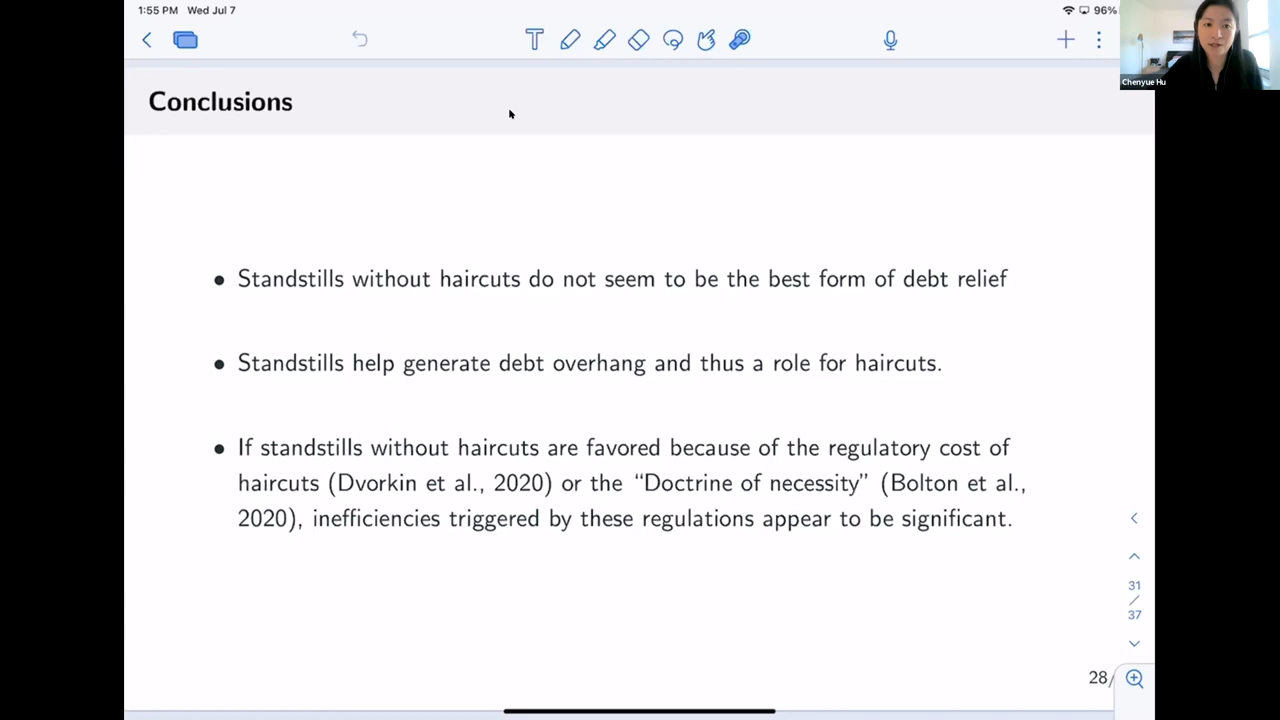 1:55 PM Wed Jul 7
96%
Chenyue Hu
Conclusions
• Standstills without haircuts do not seem to be the best form of debt relief
• Standstills help generate debt overhang and thus a role for haircuts.
• If standstills without haircuts are favored because of the regulatory cost of
haircuts (Dvorkin et al., 2020) or the “Doctrine of necessity” (Bolton et al.,
2020), inefficiencies triggered by these regulations appear to be significant.
31
/
37
28/